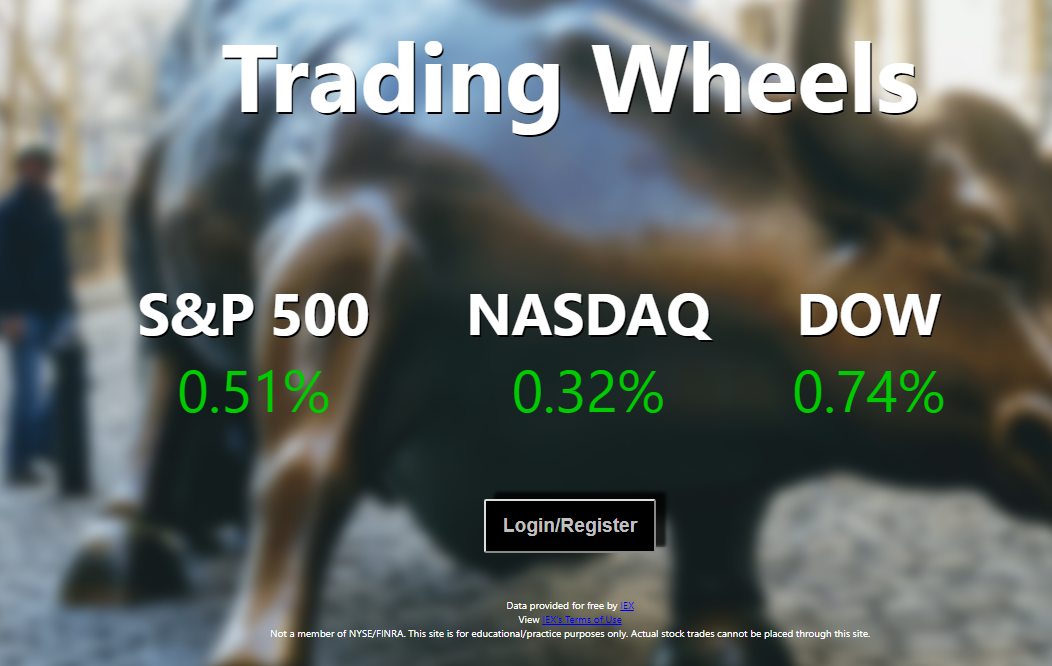 Trading Wheels
S&P 500 NASDAQ DOW
0.51% 0.32% 0.74%
Login/Register
Data provided for free by IEX
View IEX's Terms of Use
Not a member of NYSE/FINRA. This site is for educational/practice purposes only. Actual stock trades cannot be placed through this site.